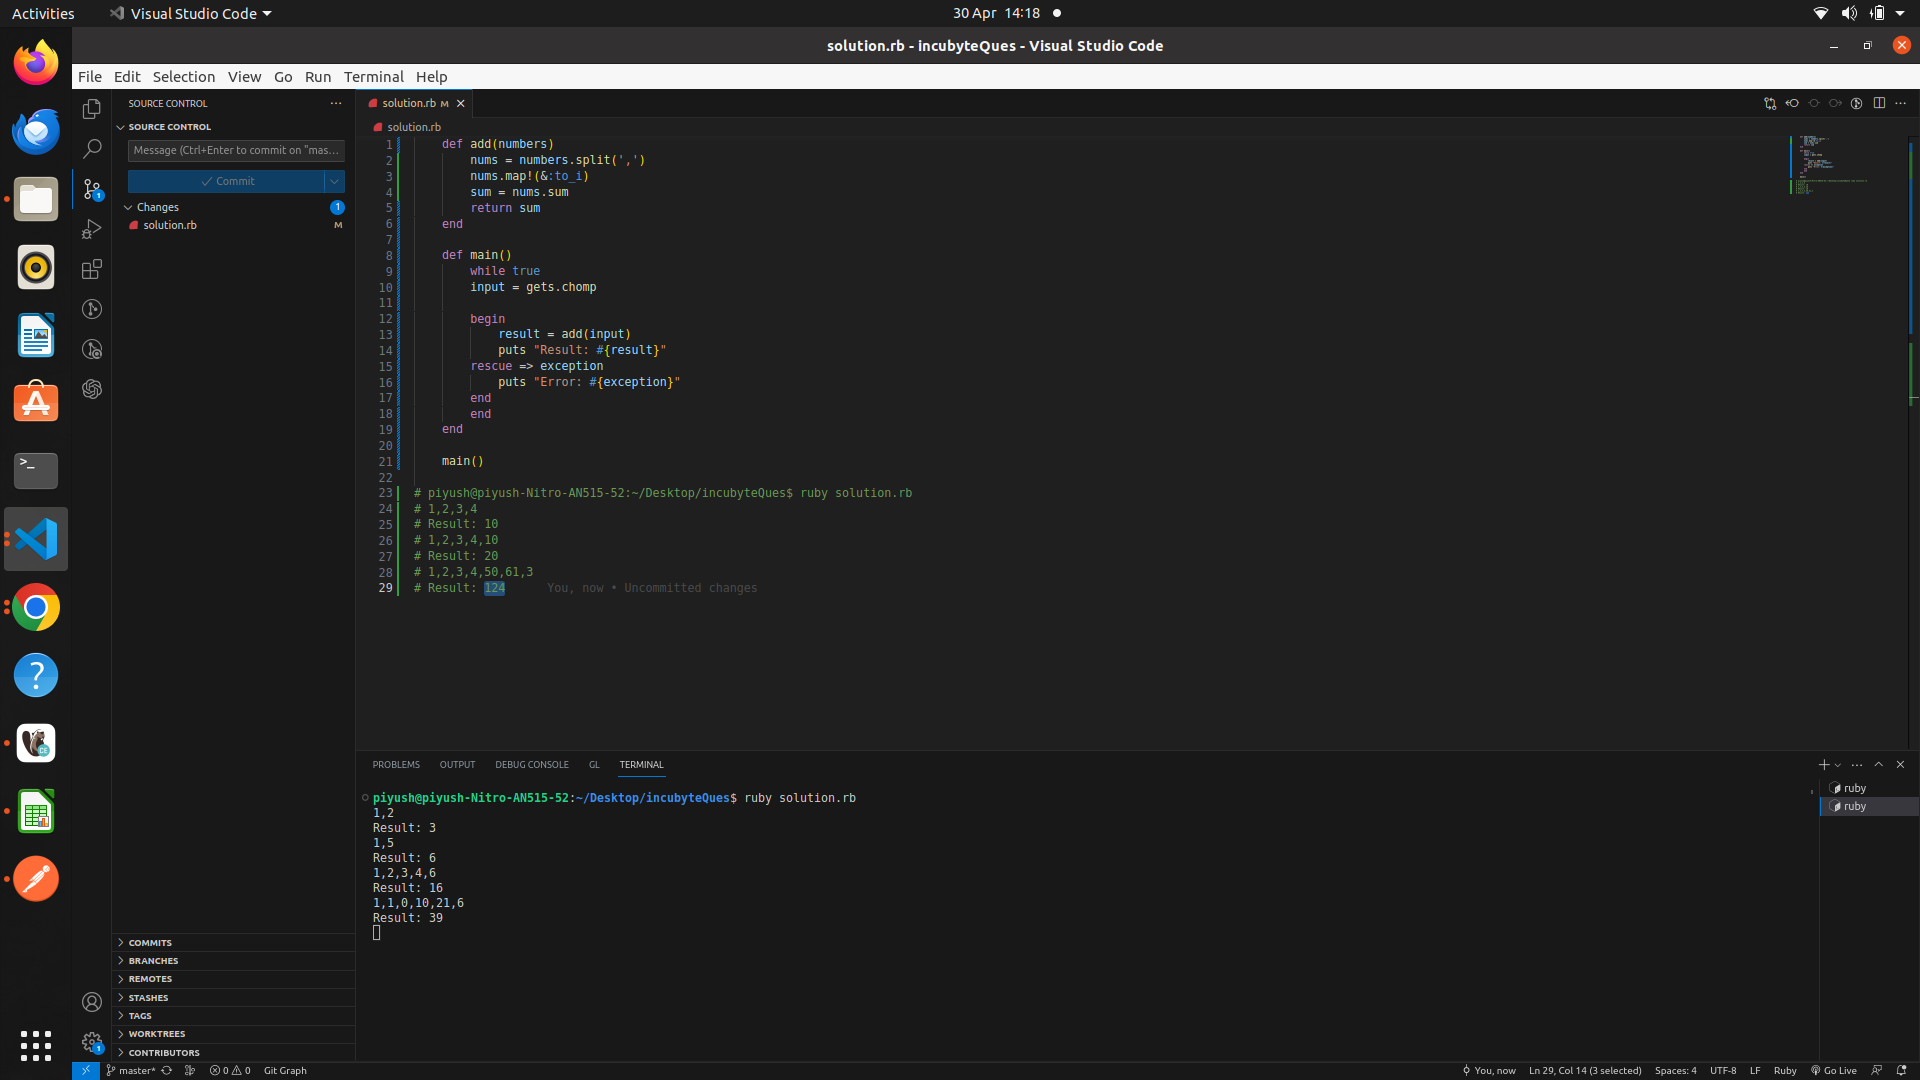 Activities
Visual Studio Code
30 Apr 14:18
solution.rb - incubyteQues - Visual Studio Code
File Edit Selection View Go Run Terminal Help
SOURCE CONTROL
SOURCE CONTROL
Message (Ctrl+Enter to commit on "mas...
Commit
Changes 1
solution.rb M
COMMITS
BRANCHES
REMOTES
STASHES
TAGS
WORKTREES
CONTRIBUTORS
solution.rb M
solution.rb
1 def add(numbers)
2 nums = numbers.split(',')
3 nums.map!(&:to_i)
4 sum = nums.sum
5 return sum
6 end
7
8 def main()
9 while true
10 input = gets.chomp
11
12 begin
13 result = add(input)
14 puts "Result: #{result}"
15 rescue => exception
16 puts "Error: #{exception}"
17 end
18 end
19 end
20
21 main()
22
23 # piyush@piyush-Nitro-AN515-52:~/Desktop/incubyteQues$ ruby solution.rb
24 # 1,2,3,4
25 # Result: 10
26 # 1,2,3,4,10
27 # Result: 20
28 # 1,2,3,4,50,61,3
29 # Result: 124 You, now • Uncommitted changes
PROBLEMS OUTPUT DEBUG CONSOLE GL TERMINAL
piyush@piyush-Nitro-AN515-52:~/Desktop/incubyteQues$ ruby solution.rb
1,2
Result: 3
1,5
Result: 6
1,2,3,4,6
Result: 16
1,1,0,10,21,6
Result: 39
ruby
ruby
master* 0 0 Git Graph
You, now Ln 29, Col 14 (3 selected) Spaces: 4 UTF-8 LF Ruby Go Live